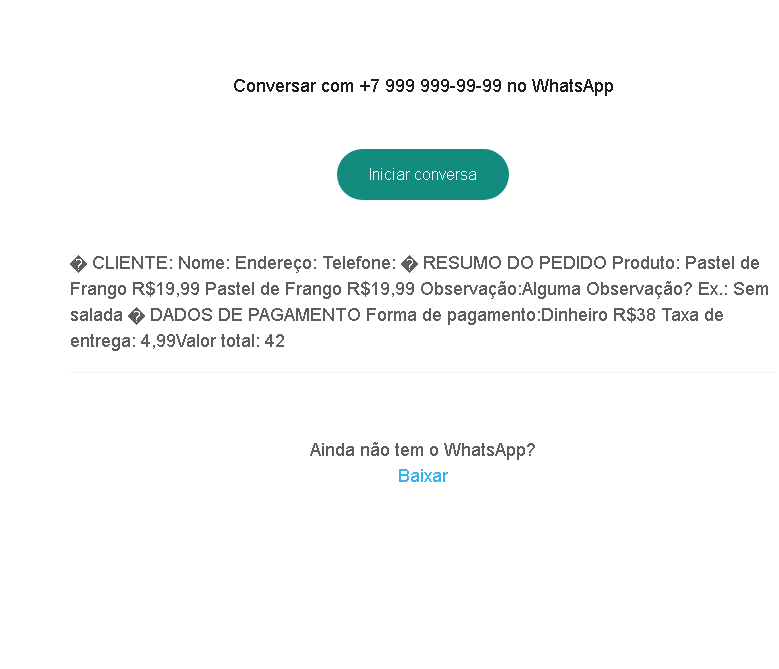 Conversar com +7 999 999-99-99 no WhatsApp
Iniciar conversa
� CLIENTE: Nome: Endereço: Telefone: � RESUMO DO PEDIDO Produto: Pastel de
Frango R$19,99 Pastel de Frango R$19,99 Observação:Alguma Observação? Ex.: Sem
salada � DADOS DE PAGAMENTO Forma de pagamento:Dinheiro R$38 Taxa de
entrega: 4,99Valor total: 42
Ainda não tem o WhatsApp?
Baixar